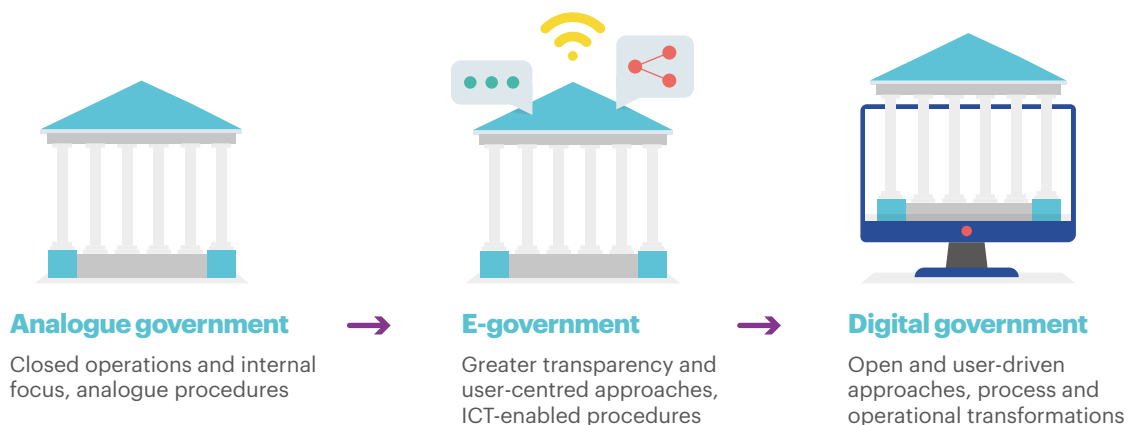 Analogue government
Closed operations and internal
focus, analogue procedures
E-government
Greater transparency and
user-centred approaches,
ICT-enabled procedures
Digital government
Open and user-driven
approaches, process and
operational transformations